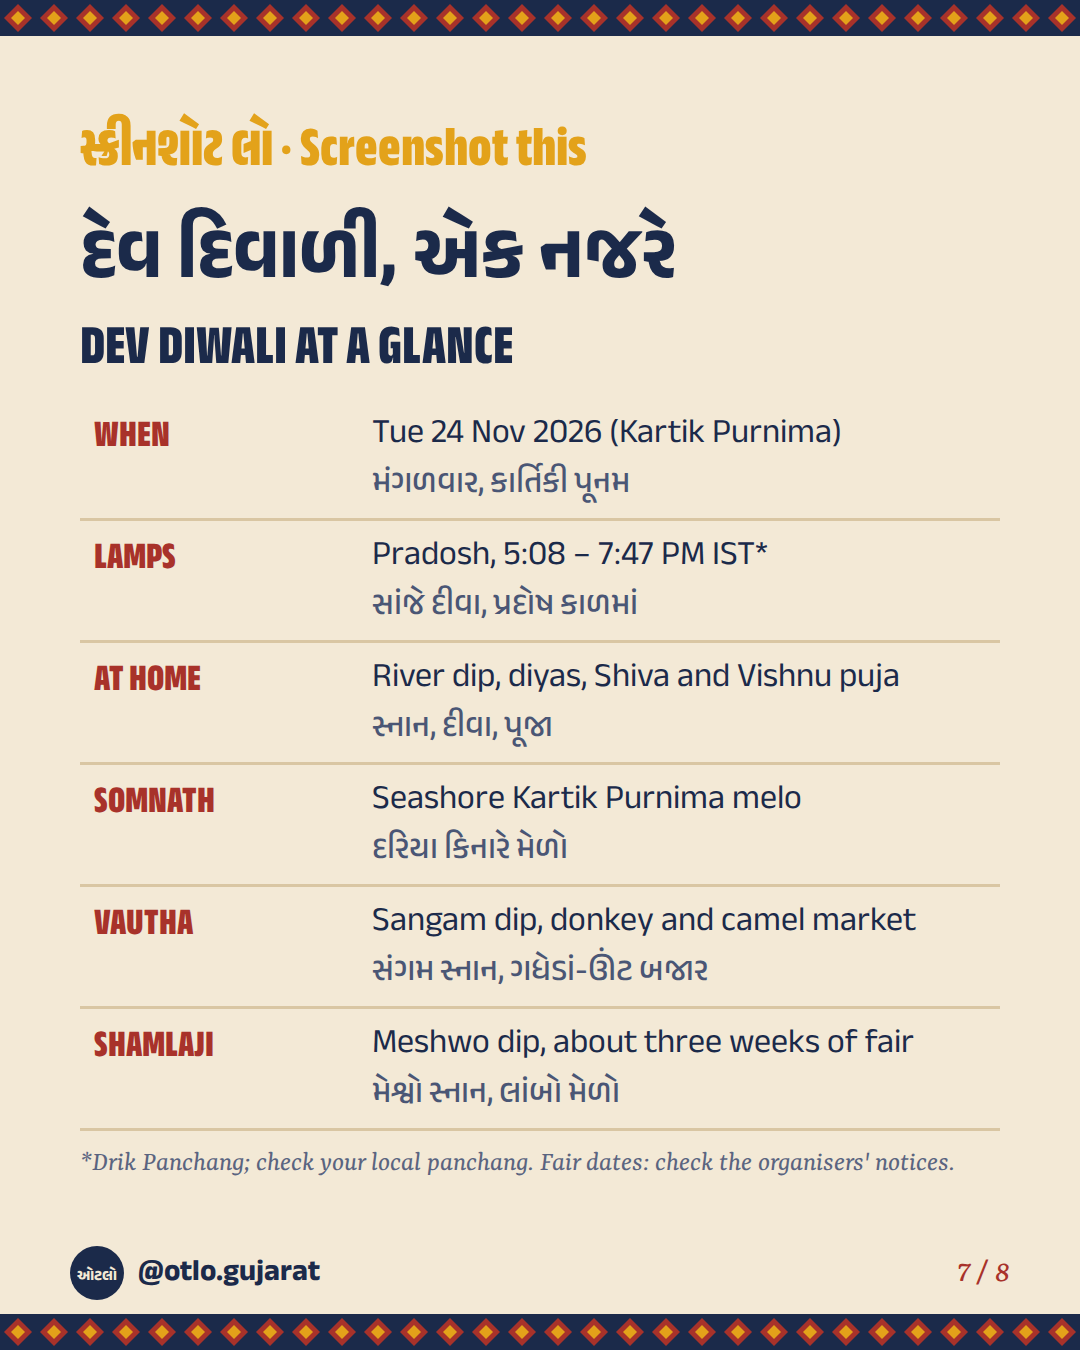 સ્ક્રીનશોટ લો · Screenshot this
દેવ દિવાળી, એક નજરે
DEV DIWALI AT A GLANCE
WHEN
Tue 24 Nov 2026 (Kartik Purnima)
મંગળવાર, કાર્તિકી પૂનમ
LAMPS
Pradosh, 5:08 – 7:47 PM IST*
સાંજે દીવા, પ્રદોષ કાળમાં
AT HOME
River dip, diyas, Shiva and Vishnu puja
સ્નાન, દીવા, પૂજા
SOMNATH
Seashore Kartik Purnima melo
દરિયા કિનારે મેળો
VAUTHA
Sangam dip, donkey and camel market
સંગમ સ્નાન, ગધેડાં-ઊંટ બજાર
SHAMLAJI
Meshwo dip, about three weeks of fair
મેશ્વો સ્નાન, લાંબો મેળો
*Drik Panchang; check your local panchang. Fair dates: check the organisers' notices.
ઓટલો
@otlo.gujarat
7 / 8